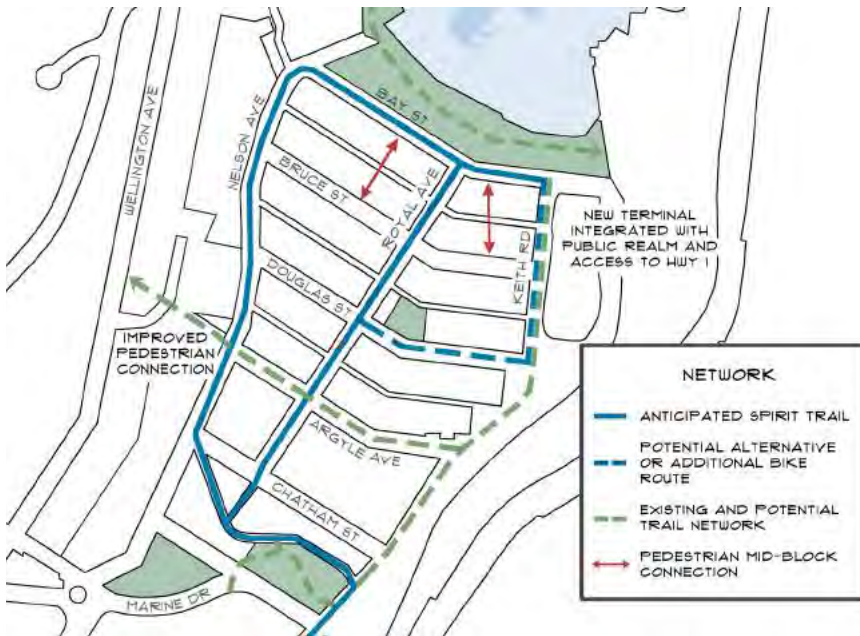 BAY ST
NELSON AVE
WELLINGTON AVE
BRUCE ST
ROYAL AVE
KEITH RD
NEW TERMINAL
INTEGRATED WITH
PUBLIC REALM AND
ACCESS TO HWY 1
DOUGLAS ST
IMPROVED
PEDESTRIAN
CONNECTION
ARGYLE AVE
CHATHAM ST
MARINE DR
NETWORK
ANTICIPATED SPIRIT TRAIL
POTENTIAL ALTERNATIVE
OR ADDITIONAL BIKE
ROUTE
EXISTING AND POTENTIAL
TRAIL NETWORK
PEDESTRIAN MID-BLOCK
CONNECTION